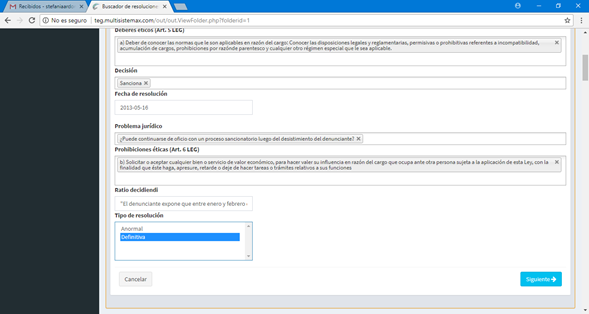 Recibidos - stefaniaardo
Buscador de resolucione
No es seguro | teg.multisistemax.com/out/out.ViewFolder.php?folderid=1
Deberes éticos (Art. 5 LEG)
a) Deber de conocer las normas que le son aplicables en razón del cargo: Conocer las disposiciones legales y reglamentarias, permisivas o prohibitivas referentes a incompatibilidad,
acumulación de cargos, prohibiciones por razónde parentesco y cualquier otro régimen especial que le sea aplicable.
Decisión
Sanciona
Fecha de resolución
2013-05-16
Problema jurídico
¿Puede continuarse de oficio con un proceso sancionatorio luego del desistimiento del denunciante?
Prohibiciones éticas (Art. 6 LEG)
b) Solicitar o aceptar cualquier bien o servicio de valor económico, para hacer valer su influencia en razón del cargo que ocupa ante otra persona sujeta a la aplicación de esta Ley, con la
finalidad que éste haga, apresure, retarde o deje de hacer tareas o trámites relativos a sus funciones
Ratio decidiendi
"El denunciante expone que entre enero y febrero
Tipo de resolución
Anormal
Definitiva
Cancelar
Siguiente